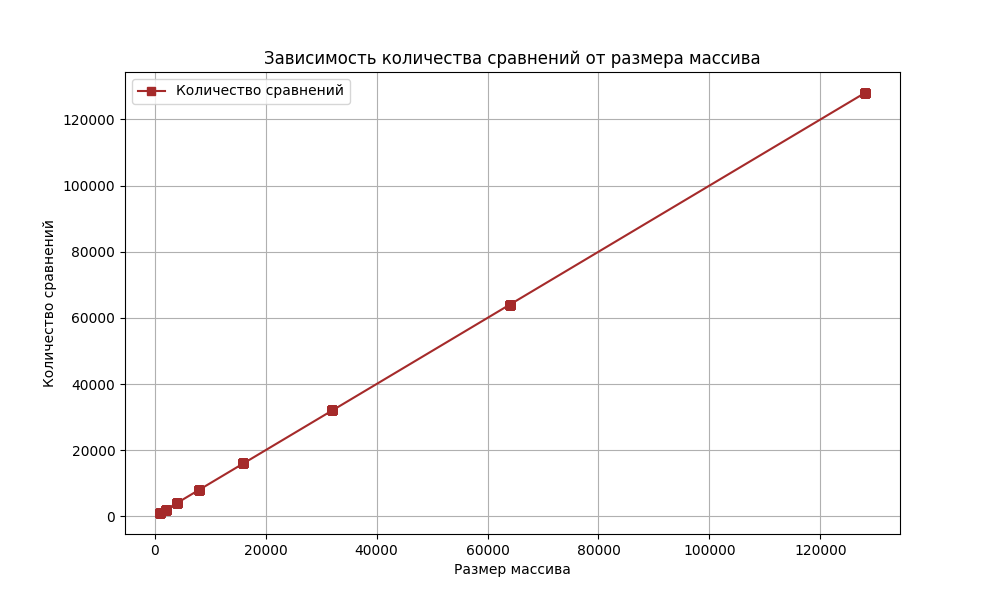 Зависимость количества сравнений от размера массива
Количество сравнений
120000
100000
80000
60000
40000
20000
0
Количество сравнений
0 20000 40000 60000 80000 100000 120000
Размер массива